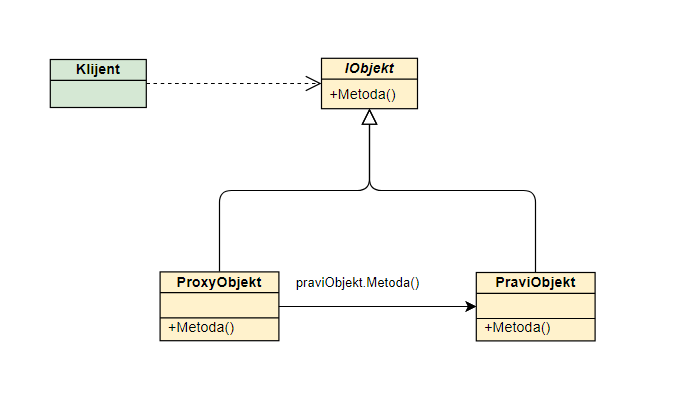 Klijent
IObjekt
+Metoda()
ProxyObjekt
+Metoda()
praviObjekt.Metoda()
PraviObjekt
+Metoda()